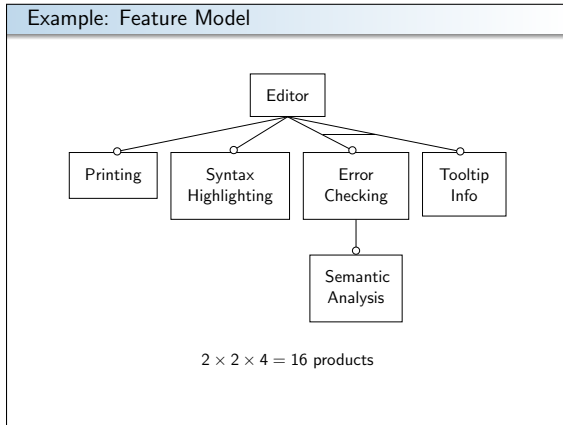 Example: Feature Model
Editor
Printing
Syntax
Highlighting
Error
Checking
Tooltip
Info
Semantic
Analysis
2 × 2 × 4 = 16 products